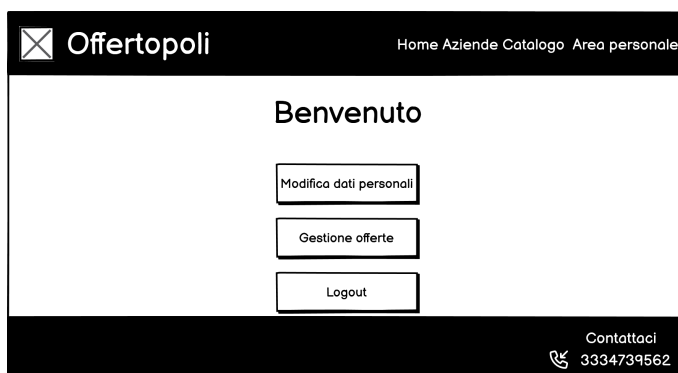 Offertopoli
Home Aziende Catalogo Area personale
Benvenuto
Modifica dati personali
Gestione offerte
Logout
Contattaci
3334739562